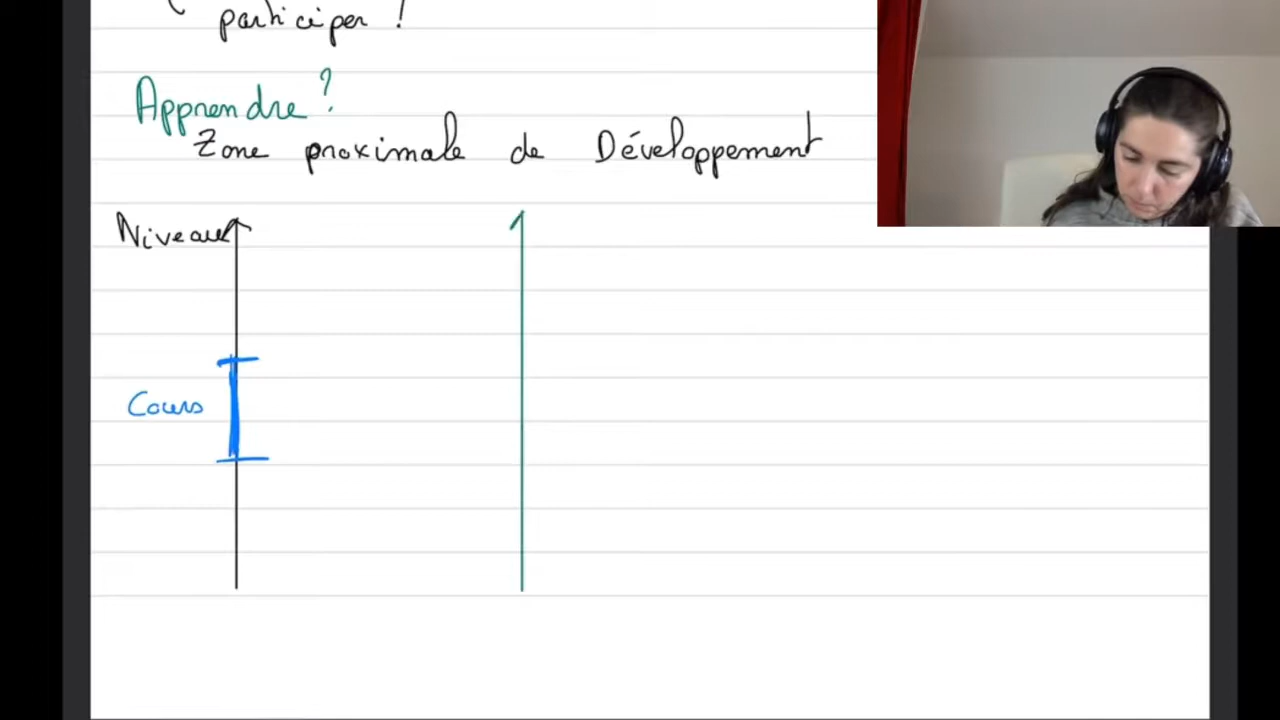 participer !
Apprendre ?
Zone proximale de Développement
Niveau
Cours